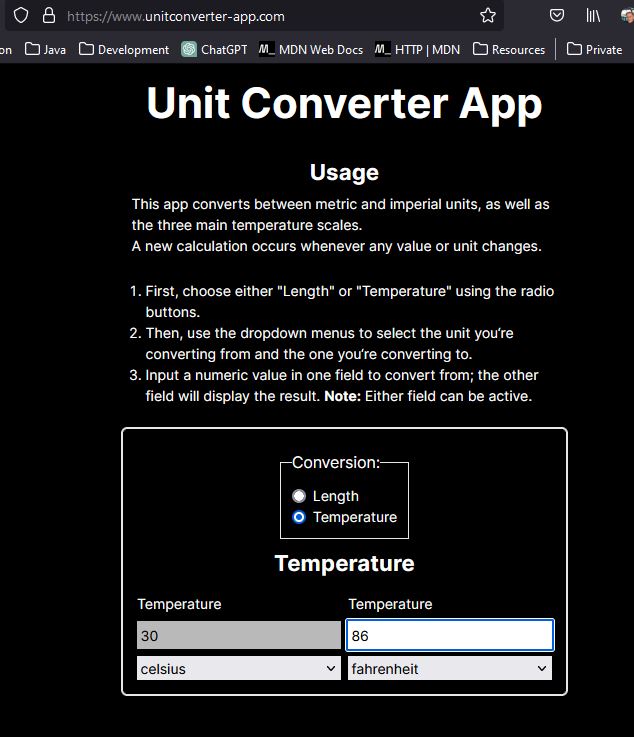 https://www.unitconverter-app.com
on Java Development ChatGPT MDN Web Docs HTTP | MDN Resources Private
Unit Converter App
Usage
This app converts between metric and imperial units, as well as
the three main temperature scales.
A new calculation occurs whenever any value or unit changes.
1. First, choose either "Length" or "Temperature" using the radio
buttons.
2. Then, use the dropdown menus to select the unit you’re
converting from and the one you’re converting to.
3. Input a numeric value in one field to convert from; the other
field will display the result. Note: Either field can be active.
Conversion:
Length
Temperature
Temperature
Temperature Temperature
30 86
celsius fahrenheit